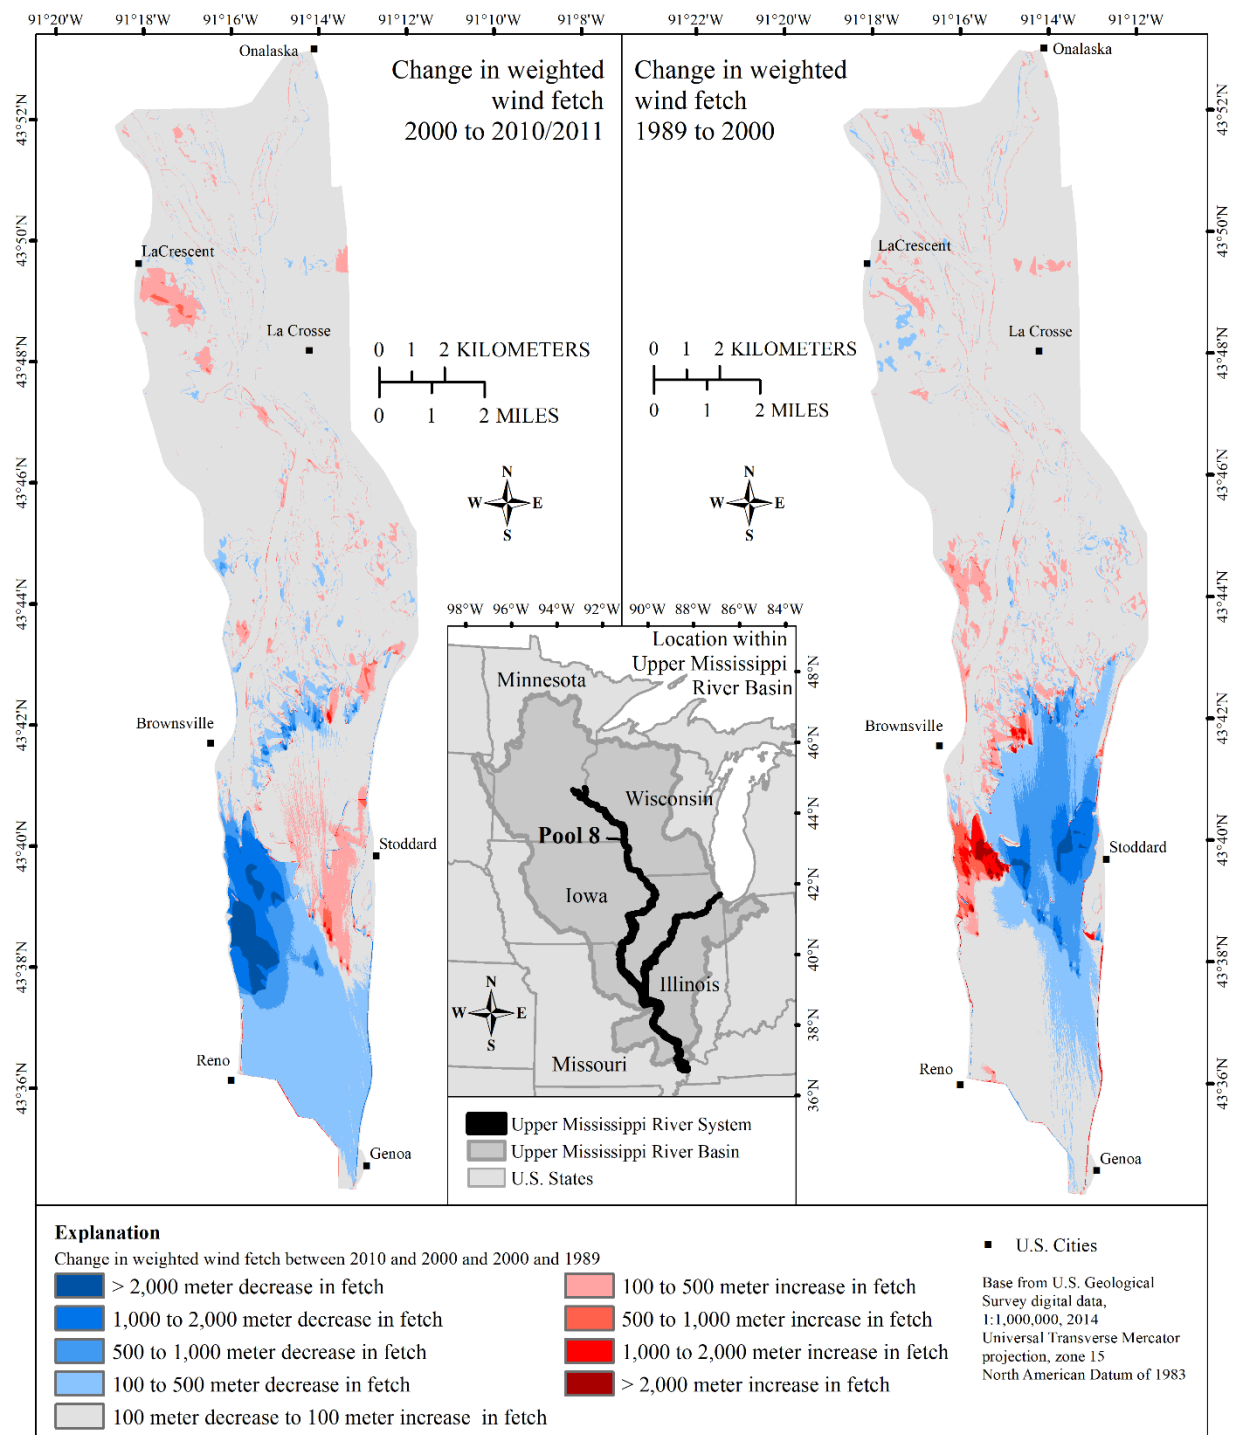 91°20'W 91°18'W 91°16'W 91°14'W 91°12'W 91°10'W 91°22'W 91°20'W 91°18'W 91°16'W 91°14'W 91°12'W
Onalaska
Change in weighted
wind fetch
2000 to 2010/2011
Change in weighted
wind fetch
1989 to 2000
Onalaska
43°52'N
43°50'N
43°48'N
43°46'N
43°44'N
43°42'N
43°40'N
43°38'N
43°36'N
LaCrescent
La Crosse
0 1 2 KILOMETERS
0 1 2 MILES
N
W E
S
Brownsville
Stoddard
Reno
Genoa
0 1 2 KILOMETERS
0 1 2 MILES
N
W E
S
LaCrescent
La Crosse
Brownsville
Stoddard
Reno
Genoa
43°52'N
43°50'N
43°48'N
43°46'N
43°44'N
43°42'N
43°40'N
43°38'N
43°36'N
98°W 96°W 94°W 92°W 90°W 88°W 86°W 84°W
Location within
Upper Mississippi
River Basin
Minnesota
Wisconsin
Pool 8
Iowa
Illinois
Missouri
N
W E
S
48°N
46°N
44°N
42°N
40°N
38°N
36°N
Upper Mississippi River System
Upper Mississippi River Basin
U.S. States
Explanation
Change in weighted wind fetch between 2010 and 2000 and 2000 and 1989
> 2,000 meter decrease in fetch
1,000 to 2,000 meter decrease in fetch
500 to 1,000 meter decrease in fetch
100 to 500 meter decrease in fetch
100 meter decrease to 100 meter increase in fetch
100 to 500 meter increase in fetch
500 to 1,000 meter increase in fetch
1,000 to 2,000 meter increase in fetch
> 2,000 meter increase in fetch
U.S. Cities
Base from U.S. Geological
Survey digital data,
1:1,000,000, 2014
Universal Transverse Mercator
projection, zone 15
North American Datum of 1983